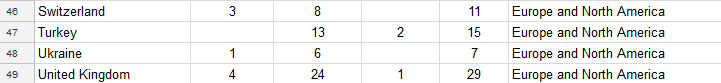 46 Switzerland 3 8 11 Europe and North America
47 Turkey 13 2 15 Europe and North America
48 Ukraine 1 6 7 Europe and North America
49 United Kingdom 4 24 1 29 Europe and North America